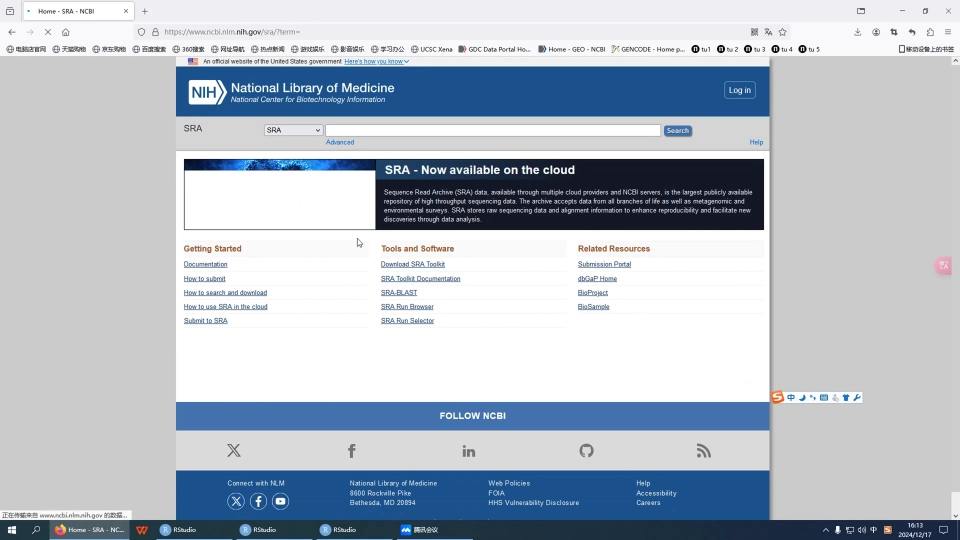 Home - SRA - NCBI
https://www.ncbi.nlm.nih.gov/sra/?term=
电脑店官网 天猫购物 京东购物 百度搜索 360搜索 网址导航 热点新闻 游戏娱乐 影音娱乐 学习办公 UCSC Xena GDC Data Portal Ho... Home - GEO - NCBI GENCODE - Home p... tu1 tu 2 tu 3 tu 4 tu 5 移动设备上的书签
An official website of the United States government Here's how you know
NIH National Library of Medicine
National Center for Biotechnology Information
Log in
SRA SRA Search
Advanced Help
SRA - Now available on the cloud
Sequence Read Archive (SRA) data, available through multiple cloud providers and NCBI servers, is the largest publicly available
repository of high throughput sequencing data. The archive accepts data from all branches of life as well as metagenomic and
environmental surveys. SRA stores raw sequencing data and alignment information to enhance reproducibility and facilitate new
discoveries through data analysis.
Getting Started Tools and Software Related Resources
Documentation Download SRA Toolkit Submission Portal
How to submit SRA Toolkit Documentation dbGaP Home
How to search and download SRA-BLAST BioProject
How to use SRA in the cloud SRA Run Browser BioSample
Submit to SRA SRA Run Selector
中
FOLLOW NCBI
Connect with NLM National Library of Medicine Web Policies Help
8600 Rockville Pike FOIA Accessibility
Bethesda, MD 20894 HHS Vulnerability Disclosure Careers
正在传输来自 www.ncbi.nlm.nih.gov 的数据...
Home - SRA - NC... RStudio RStudio RStudio 腾讯会议 中 16:13
2024/12/17